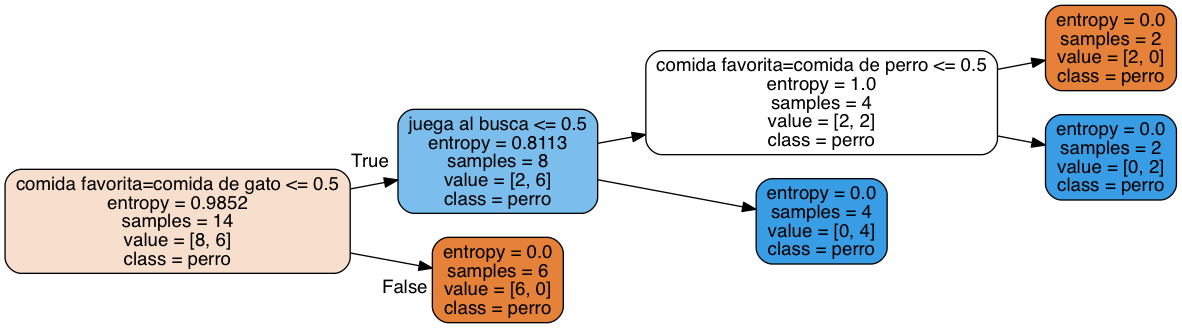 comida favorita=comida de gato <= 0.5
entropy = 0.9852
samples = 14
value = [8, 6]
class = perro
True
False
juega al busca <= 0.5
entropy = 0.8113
samples = 8
value = [2, 6]
class = perro
entropy = 0.0
samples = 6
value = [6, 0]
class = perro
comida favorita=comida de perro <= 0.5
entropy = 1.0
samples = 4
value = [2, 2]
class = perro
entropy = 0.0
samples = 4
value = [0, 4]
class = perro
entropy = 0.0
samples = 2
value = [2, 0]
class = perro
entropy = 0.0
samples = 2
value = [0, 2]
class = perro